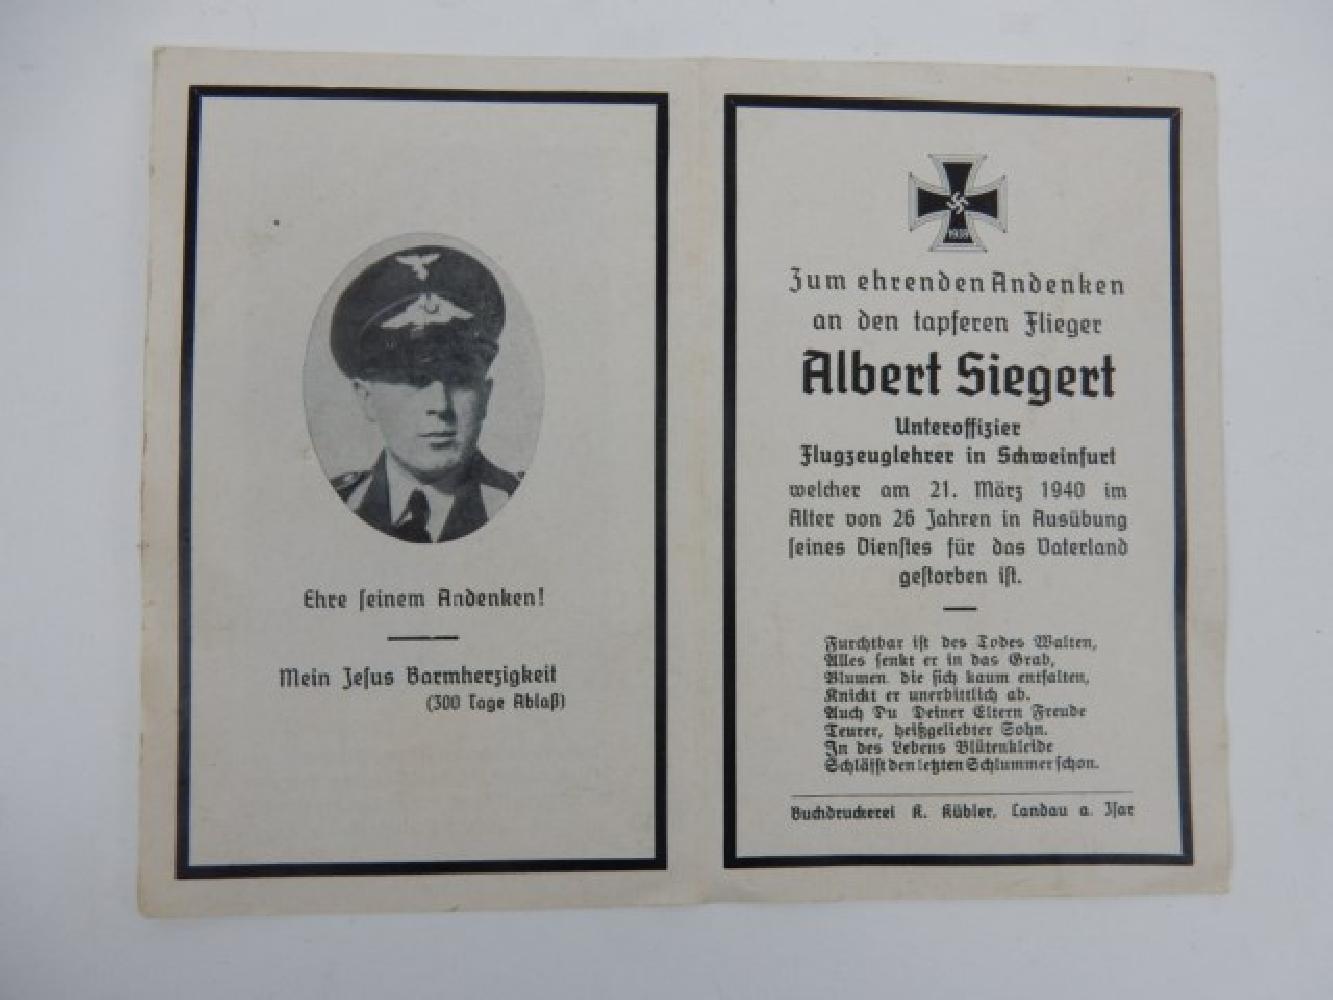 Ehre seinem Andenken!
Mein Jesus Barmherzigkeit
(300 Tage Ablaß)
Zum ehrenden Andenken
an den tapferen Flieger
Albert Siegert
Unteroffizier
Flugzeuglehrer in Schweinfurt
welcher am 21. März 1940 im
Alter von 26 Jahren in Ausübung
seines Dienstes für das Vaterland
gestorben ist.
Furchtbar ist des Todes Walten,
Alles senkt er in das Grab,
Blumen die sich kaum entfalten,
Knickt er unerbittlich ab.
Auch Du Deiner Eltern Freude
Teurer, heißgeliebter Sohn.
In des Lebens Blütenkleide
Schläfst den letzten Schlummer schon.
Buchdruckerei K. Kübler, Landau a. Isar